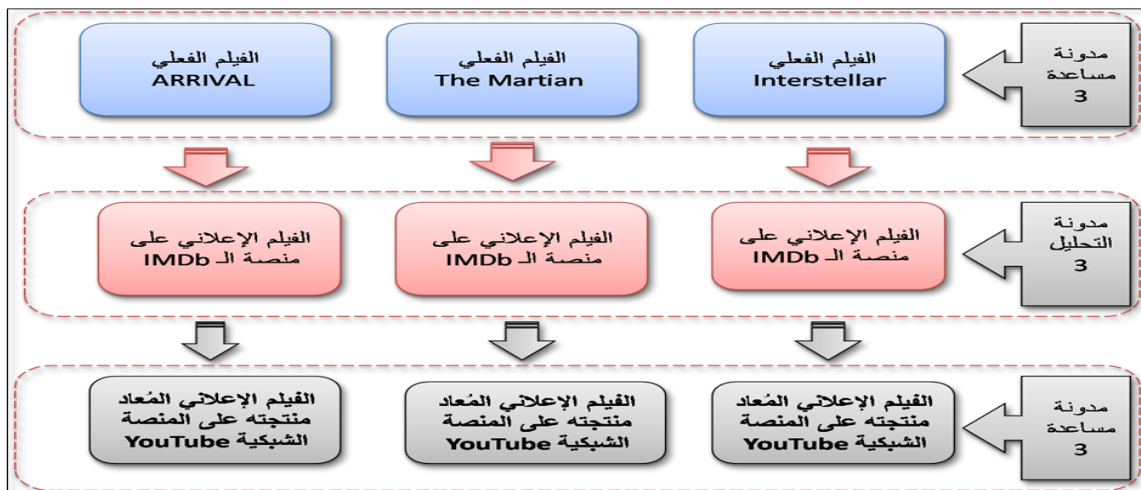 مدونة
مساعدة
3
الفيلم الفعلي
Interstellar
الفيلم الفعلي
The Martian
الفيلم الفعلي
ARRIVAL
مدونة
التحليل
3
الفيلم الإعلاني على
منصة الـ IMDb
الفيلم الإعلاني على
منصة الـ IMDb
الفيلم الإعلاني على
منصة الـ IMDb
مدونة
مساعدة
3
الفيلم الإعلاني المُعاد
منتجته على المنصة
الشبكية YouTube
الفيلم الإعلاني المُعاد
منتجته على المنصة
الشبكية YouTube
الفيلم الإعلاني المُعاد
منتجته على المنصة
الشبكية YouTube